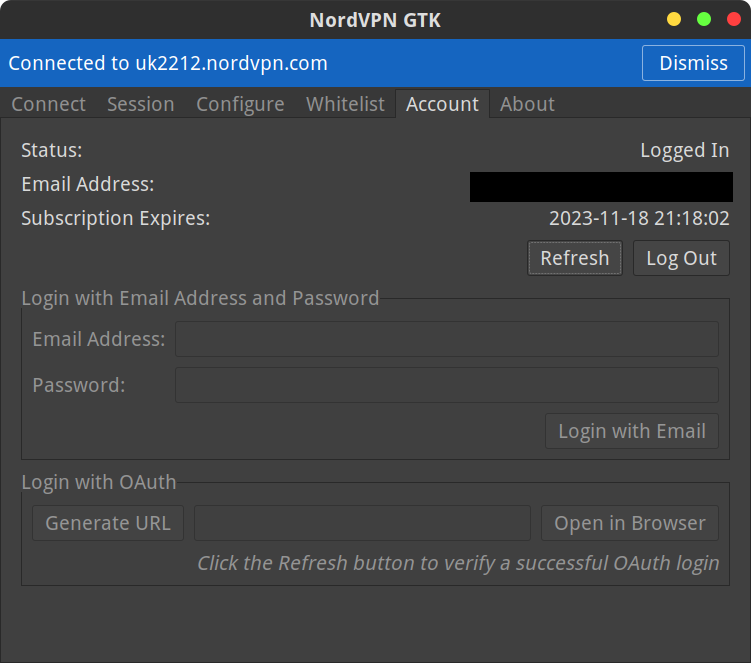 NordVPN GTK
Connected to uk2212.nordvpn.com Dismiss
Connect Session Configure Whitelist Account About
Status: Logged In
Email Address:
Subscription Expires: 2023-11-18 21:18:02
Refresh Log Out
Login with Email Address and Password
Email Address:
Password:
Login with Email
Login with OAuth
Generate URL Open in Browser
Click the Refresh button to verify a successful OAuth login